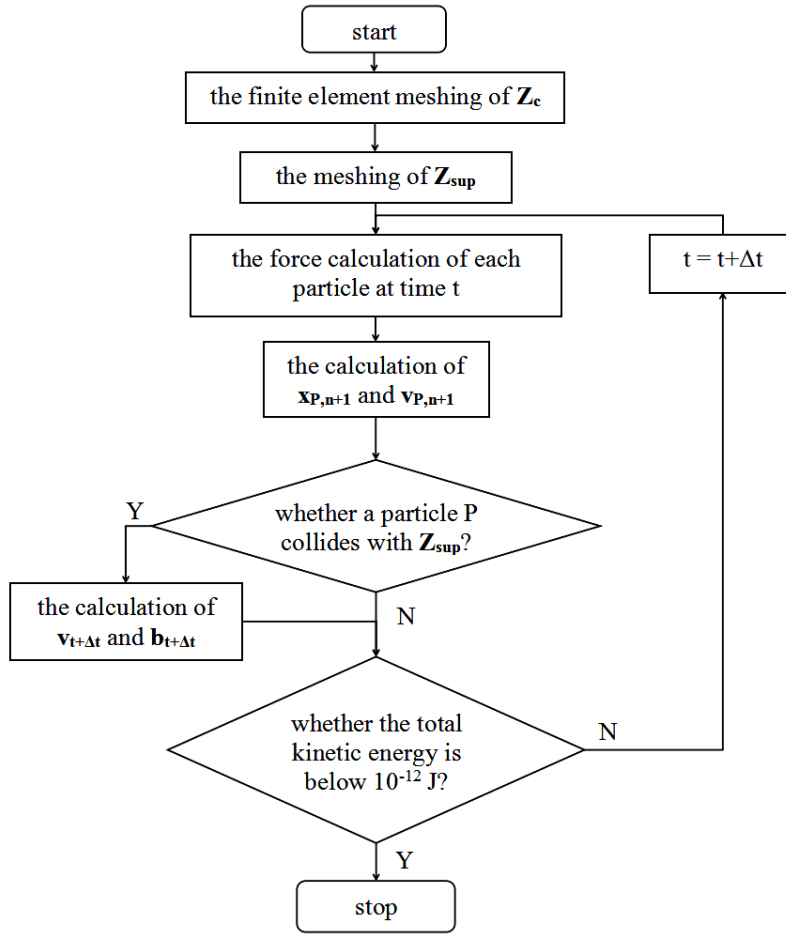 start
the finite element meshing of Zc
the meshing of Zsup
the force calculation of each
particle at time t
t = t+Δt
the calculation of
xP,n+1 and vP,n+1
Y
whether a particle P
collides with Zsup?
the calculation of
vt+Δt and bt+Δt
N
whether the total
kinetic energy is
below 10-12 J?
N
Y
stop